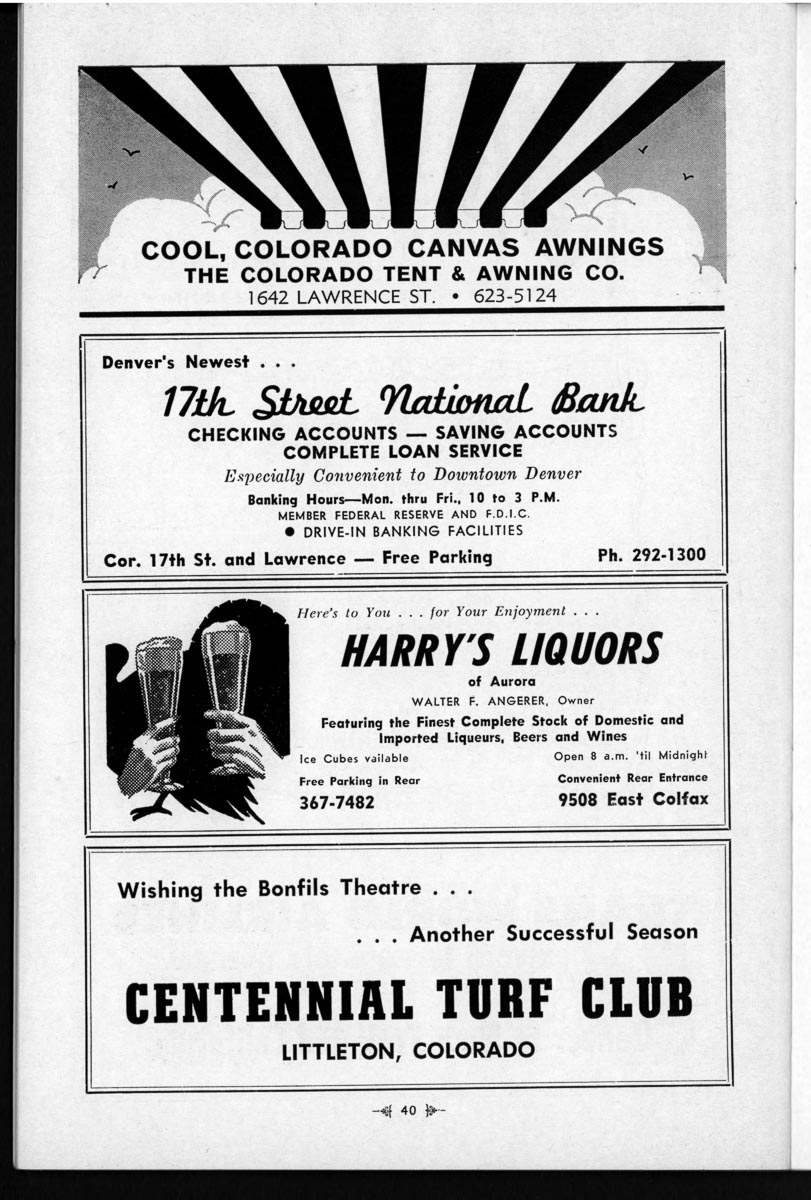 COOL, COLORADO CANVAS AWNINGS
THE COLORADO TENT & AWNING CO.
1642 LAWRENCE ST. • 623-5124
Denver's Newest . . .
17th Street National Bank
CHECKING ACCOUNTS — SAVING ACCOUNTS
COMPLETE LOAN SERVICE
Especially Convenient to Downtown Denver
Banking Hours—Mon. thru Fri., 10 to 3 P.M.
MEMBER FEDERAL RESERVE AND F.D.I.C.
● DRIVE-IN BANKING FACILITIES
Cor. 17th St. and Lawrence — Free Parking Ph. 292-1300
Here's to You . . . for Your Enjoyment . . .
HARRY'S LIQUORS
of Aurora
WALTER F. ANGERER, Owner
Featuring the Finest Complete Stock of Domestic and
Imported Liqueurs, Beers and Wines
Ice Cubes vailable Open 8 a.m. 'til Midnight
Free Parking in Rear Convenient Rear Entrance
367-7482 9508 East Colfax
Wishing the Bonfils Theatre . . .
. . . Another Successful Season
CENTENNIAL TURF CLUB
LITTLETON, COLORADO
40